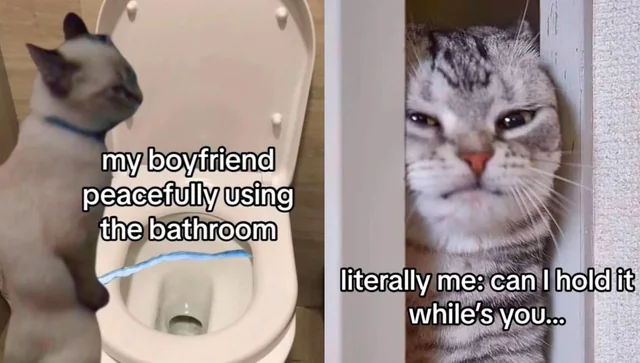 my boyfriend
peacefully using
the bathroom
literally me: can I hold it
while's you...